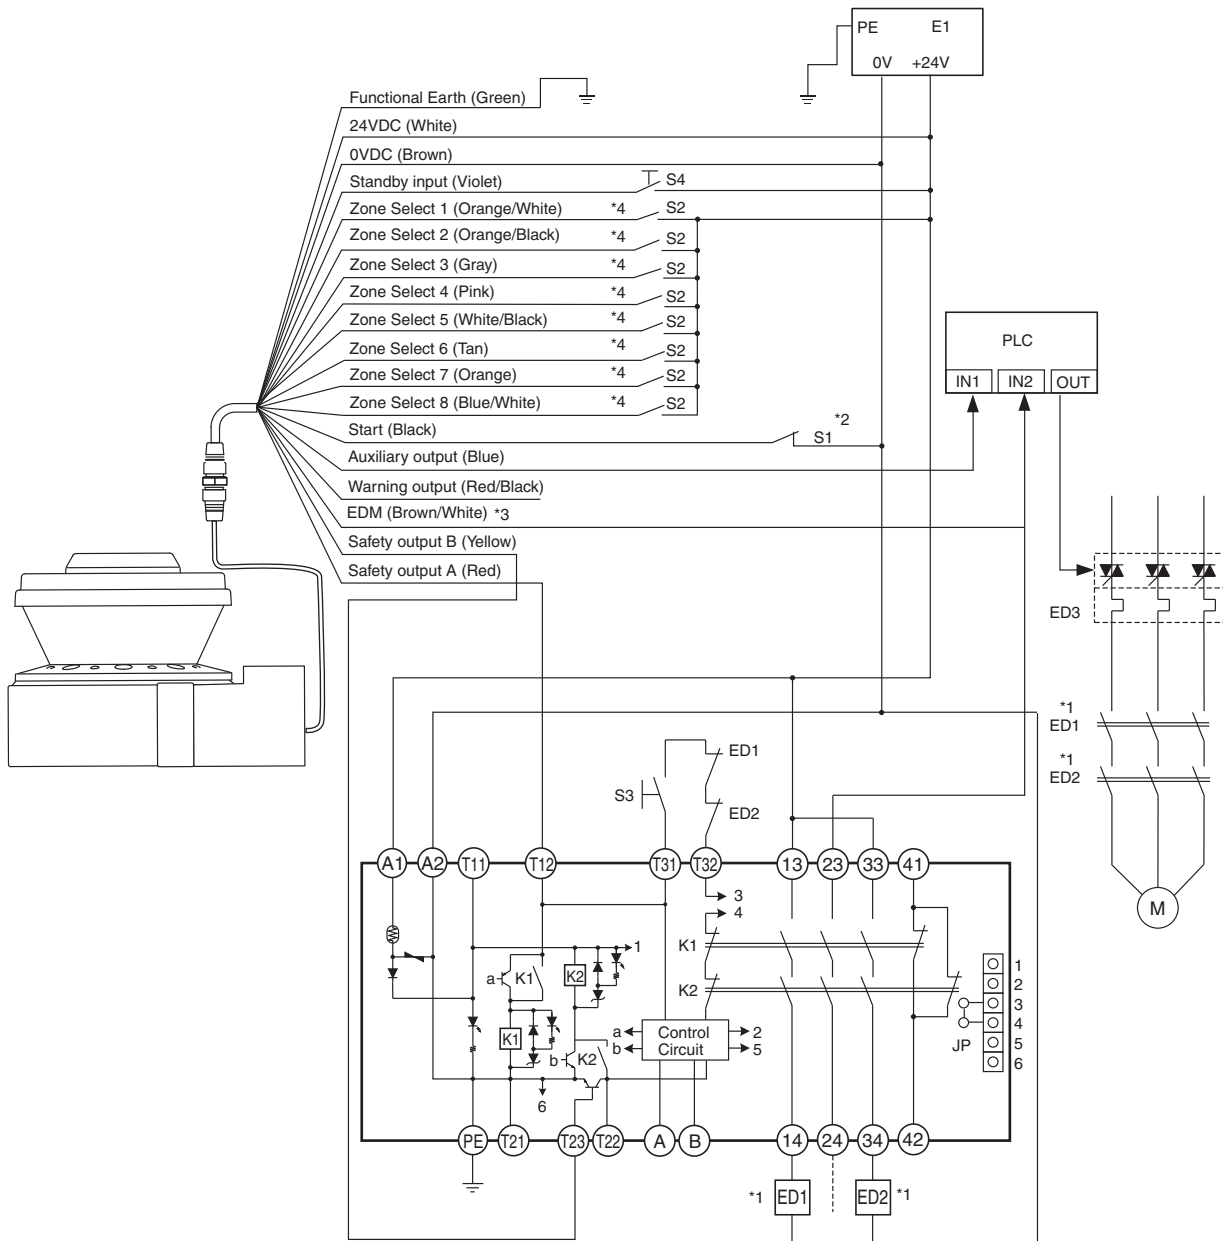 PE E1
0V +24V
Functional Earth (Green)
24VDC (White)
0VDC (Brown)
Standby input (Violet) S4
Zone Select 1 (Orange/White) *4 S2
Zone Select 2 (Orange/Black) *4 S2
Zone Select 3 (Gray) *4 S2
Zone Select 4 (Pink) *4 S2
Zone Select 5 (White/Black) *4 S2
Zone Select 6 (Tan) *4 S2
Zone Select 7 (Orange) *4 S2
Zone Select 8 (Blue/White) *4 S2
Start (Black) S1 *2
Auxiliary output (Blue)
Warning output (Red/Black)
EDM (Brown/White) *3
Safety output B (Yellow)
Safety output A (Red)
PLC
IN1 IN2 OUT
ED3
*1
ED1
*1
ED2
M
ED1
S3
ED2
A1 A2 T11 T12 T31 T32 13 23 33 41
3
4
1
K1
a K1 K2
K2
K1
a Control Circuit 2
b 5
b K2
6
JP
1
2
3
4
5
6
PE T21 T23 T22 A B 14 24 34 42
*1 ED1 ED2 *1